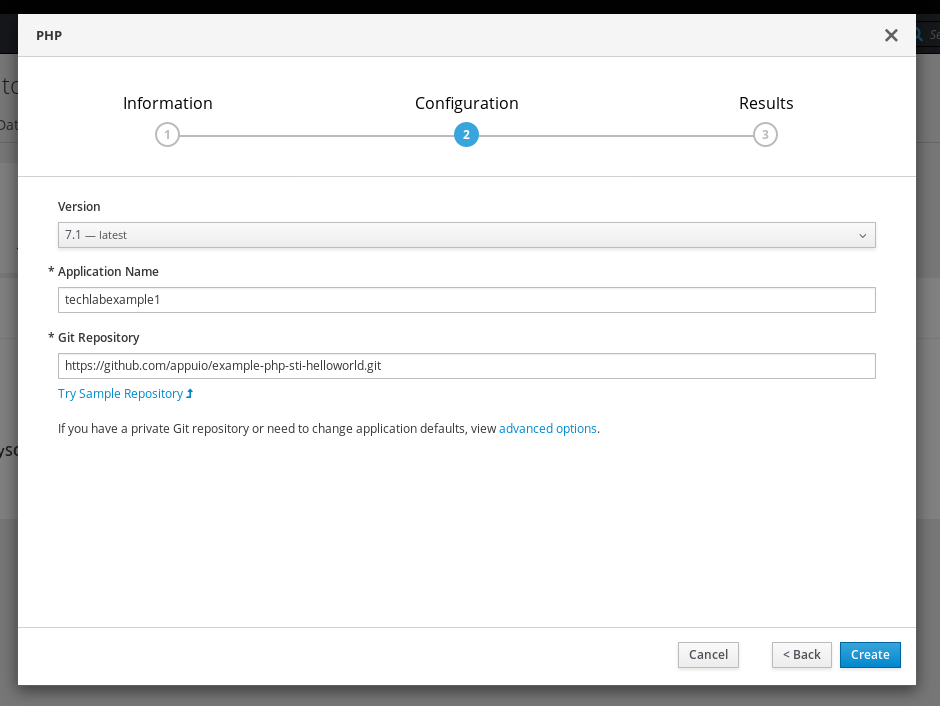 PHP
Information
Configuration
Results
1
2
3
Version
7.1 — latest
* Application Name
techlabexample1
* Git Repository
https://github.com/appuio/example-php-sti-helloworld.git
Try Sample Repository
If you have a private Git repository or need to change application defaults, view advanced options.
Cancel
< Back
Create